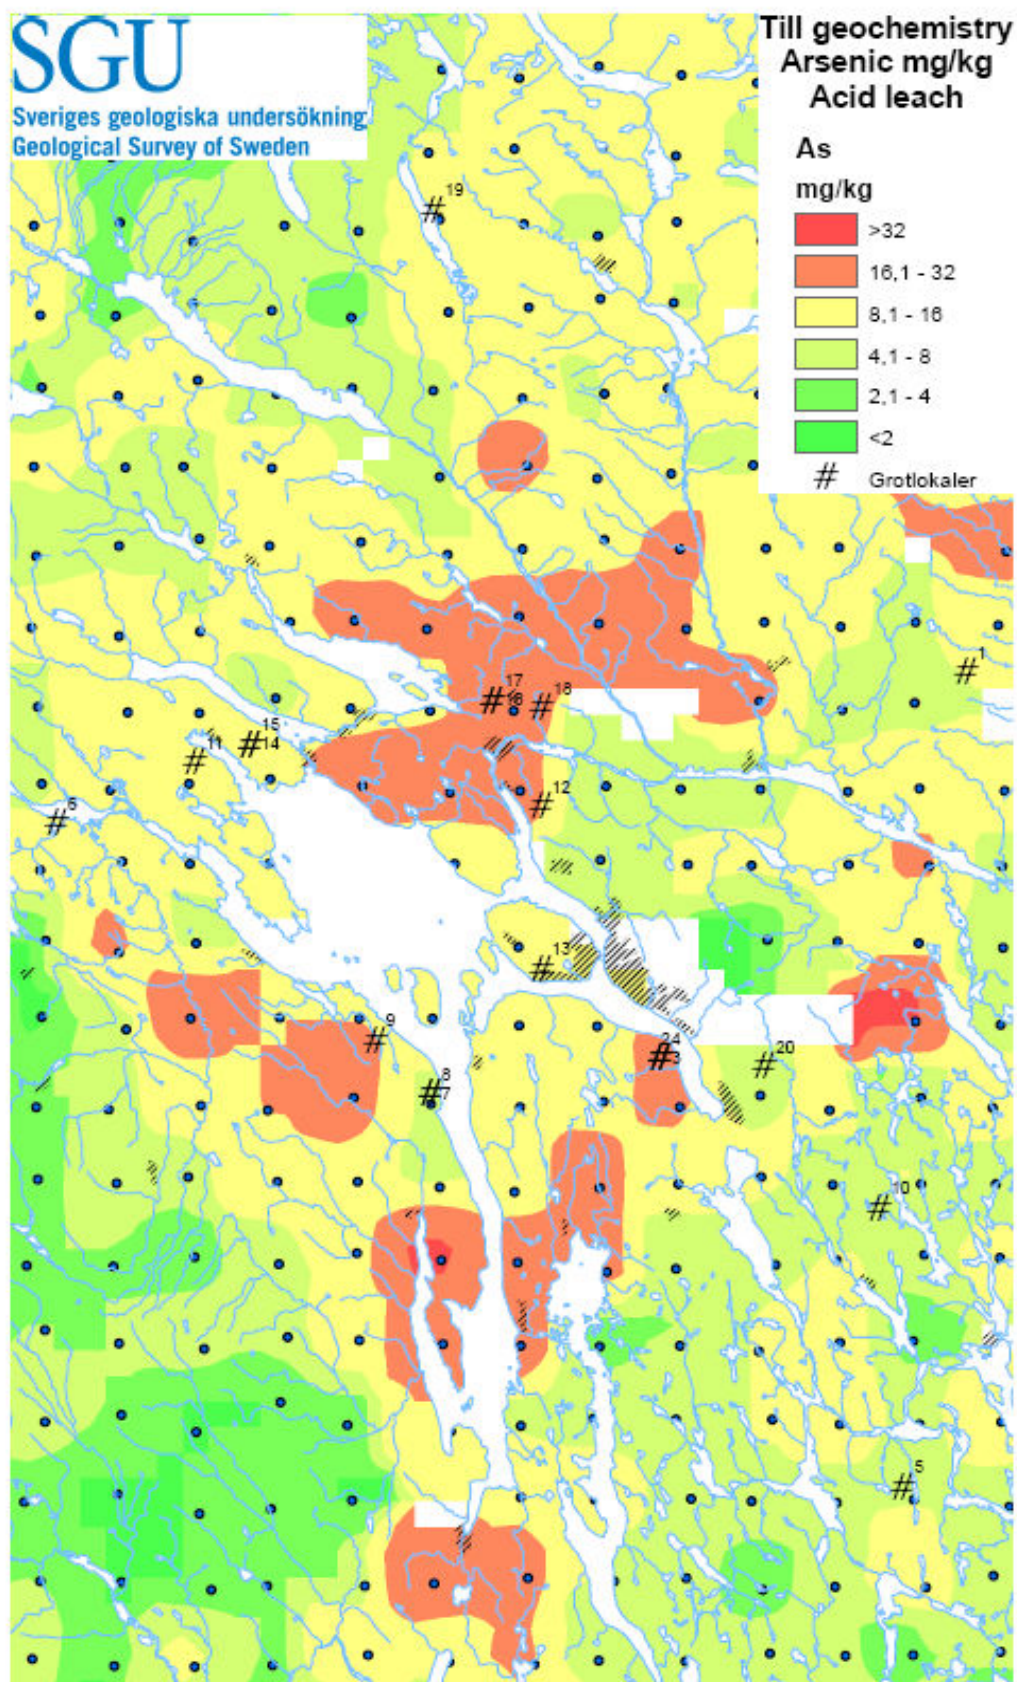 SGU
Sveriges geologiska undersökning
Geological Survey of Sweden
Till geochemistry
Arsenic mg/kg
Acid leach
As
mg/kg
>32
16,1 - 32
8,1 - 16
4,1 - 8
2,1 - 4
<2
# Grotlokaler
# 19
# 1
# 17
# 18
15
# 14
# 11
# 12
# 6
# 13
# 9
24
# 3
# 20
8
# 7
# 10
# 5